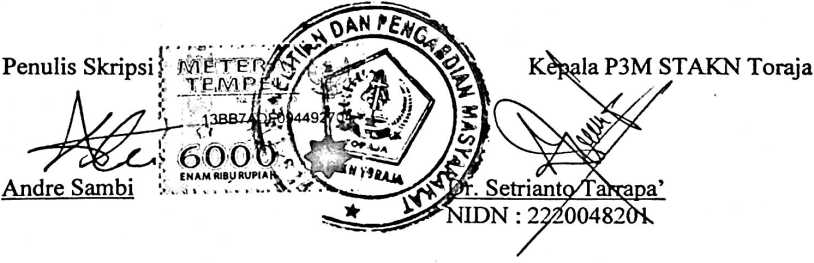 Penulis Skripsi
METERAI
TEMPEL
6000
ENAM RIBU RUPIAH
DAN PENGABDIAN MASYARAKAT
TORAJA
Kepala P3M STAKN Toraja
Andre Sambi
Dr. Setrianto Tarrapa'
NIDN : 2220048201